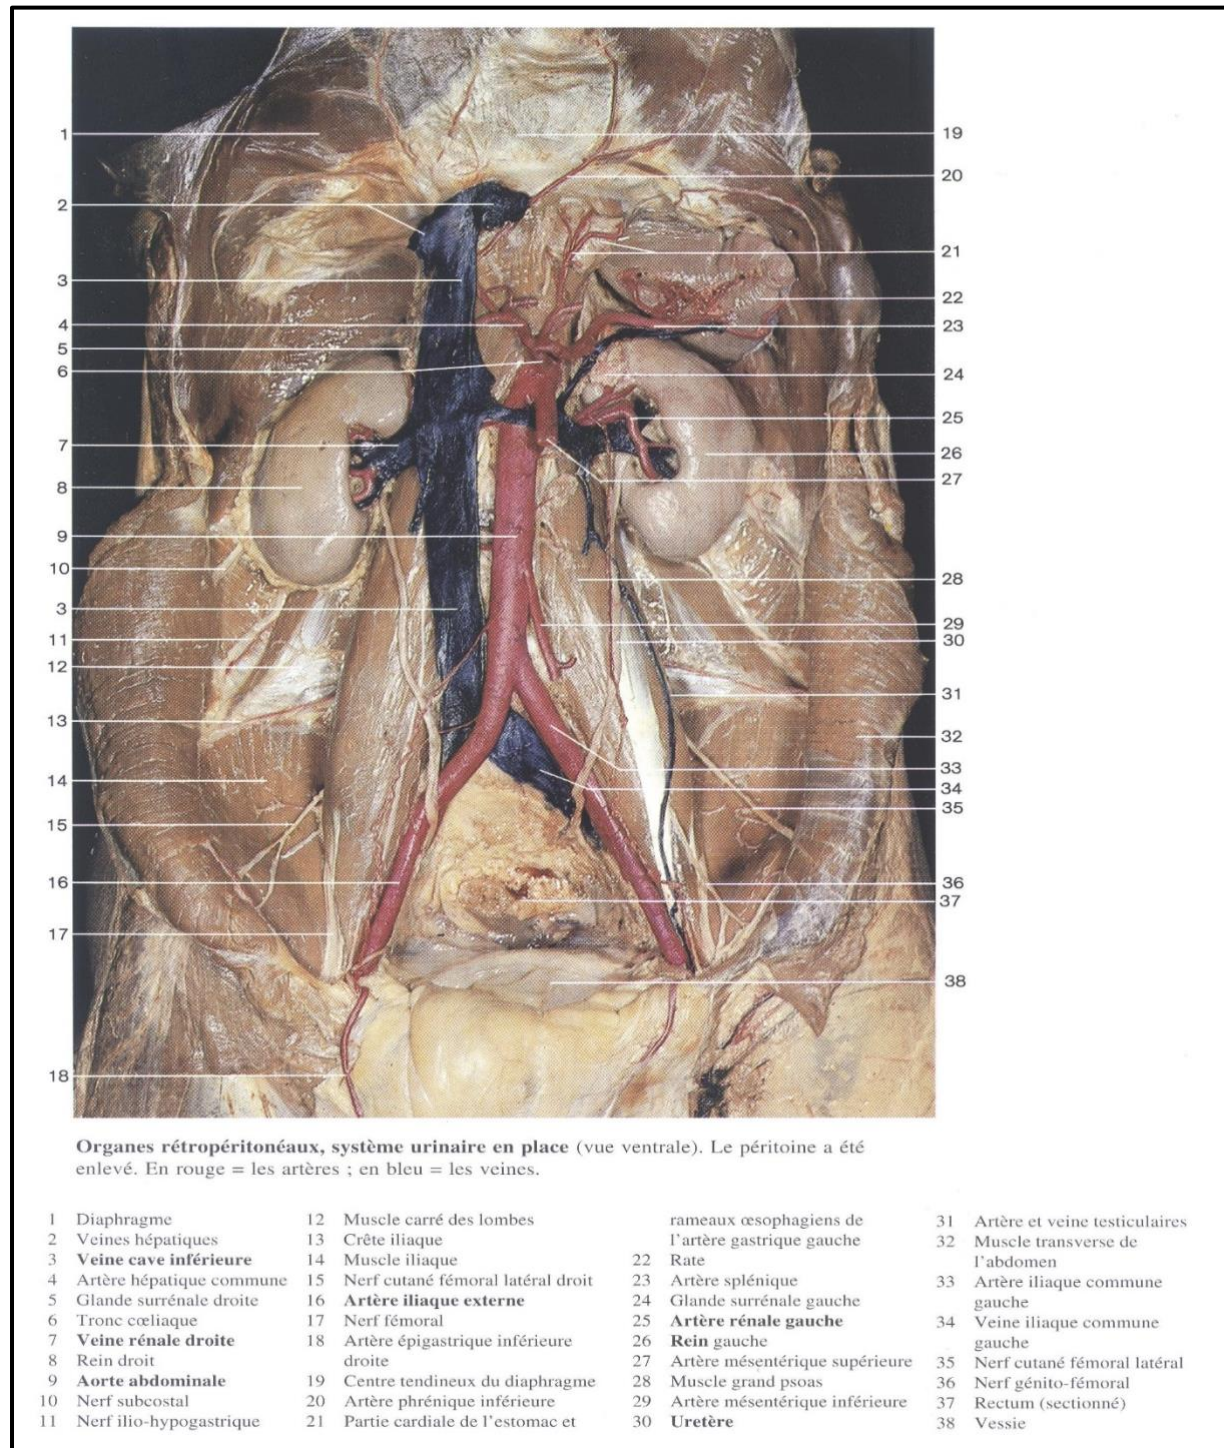 1
2
3
4
5
6
7
8
9
10
3
11
12
13
14
15
16
17
18
19
20
21
22
23
24
25
26
27
28
29
30
31
32
33
34
35
36
37
38
Organes rétropéritonéaux, système urinaire en place (vue ventrale). Le péritoine a été
enlevé. En rouge = les artères ; en bleu = les veines.
1 Diaphragme
2 Veines hépatiques
3 Veine cave inférieure
4 Artère hépatique commune
5 Glande surrénale droite
6 Tronc cœliaque
7 Veine rénale droite
8 Rein droit
9 Aorte abdominale
10 Nerf subcostal
11 Nerf ilio-hypogastrique
12 Muscle carré des lombes
13 Crête iliaque
14 Muscle iliaque
15 Nerf cutané fémoral latéral droit
16 Artère iliaque externe
17 Nerf fémoral
18 Artère épigastrique inférieure
droite
19 Centre tendineux du diaphragme
20 Artère phrénique inférieure
21 Partie cardiale de l'estomac et
rameaux œsophagiens de
l'artère gastrique gauche
22 Rate
23 Artère splénique
24 Glande surrénale gauche
25 Artère rénale gauche
26 Rein gauche
27 Artère mésentérique supérieure
28 Muscle grand psoas
29 Artère mésentérique inférieure
30 Uretère
31 Artère et veine testiculaires
32 Muscle transverse de
l'abdomen
33 Artère iliaque commune
gauche
34 Veine iliaque commune
gauche
35 Nerf cutané fémoral latéral
36 Nerf génito-fémoral
37 Rectum (sectionné)
38 Vessie